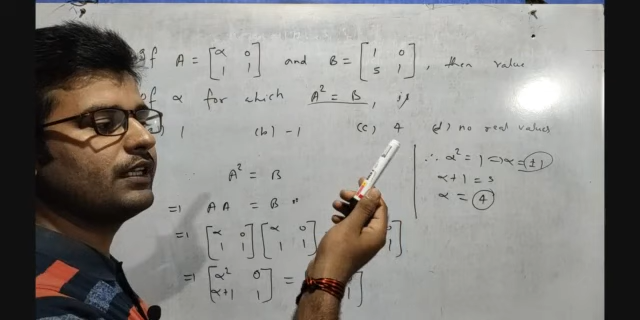 If A = [α 0; 1 1] and B = [1 0; 5 1], then value
of α for which A² = B, is
1 (b) -1 (c) 4 (d) no real values
A² = B
⇒ AA = B
⇒ [α 0; 1 1] [α 0; 1 1]
⇒ [α² 0; α+1 1] =
∴ α² = 1 ⇒ α = ±1
α + 1 = 5
α = 4